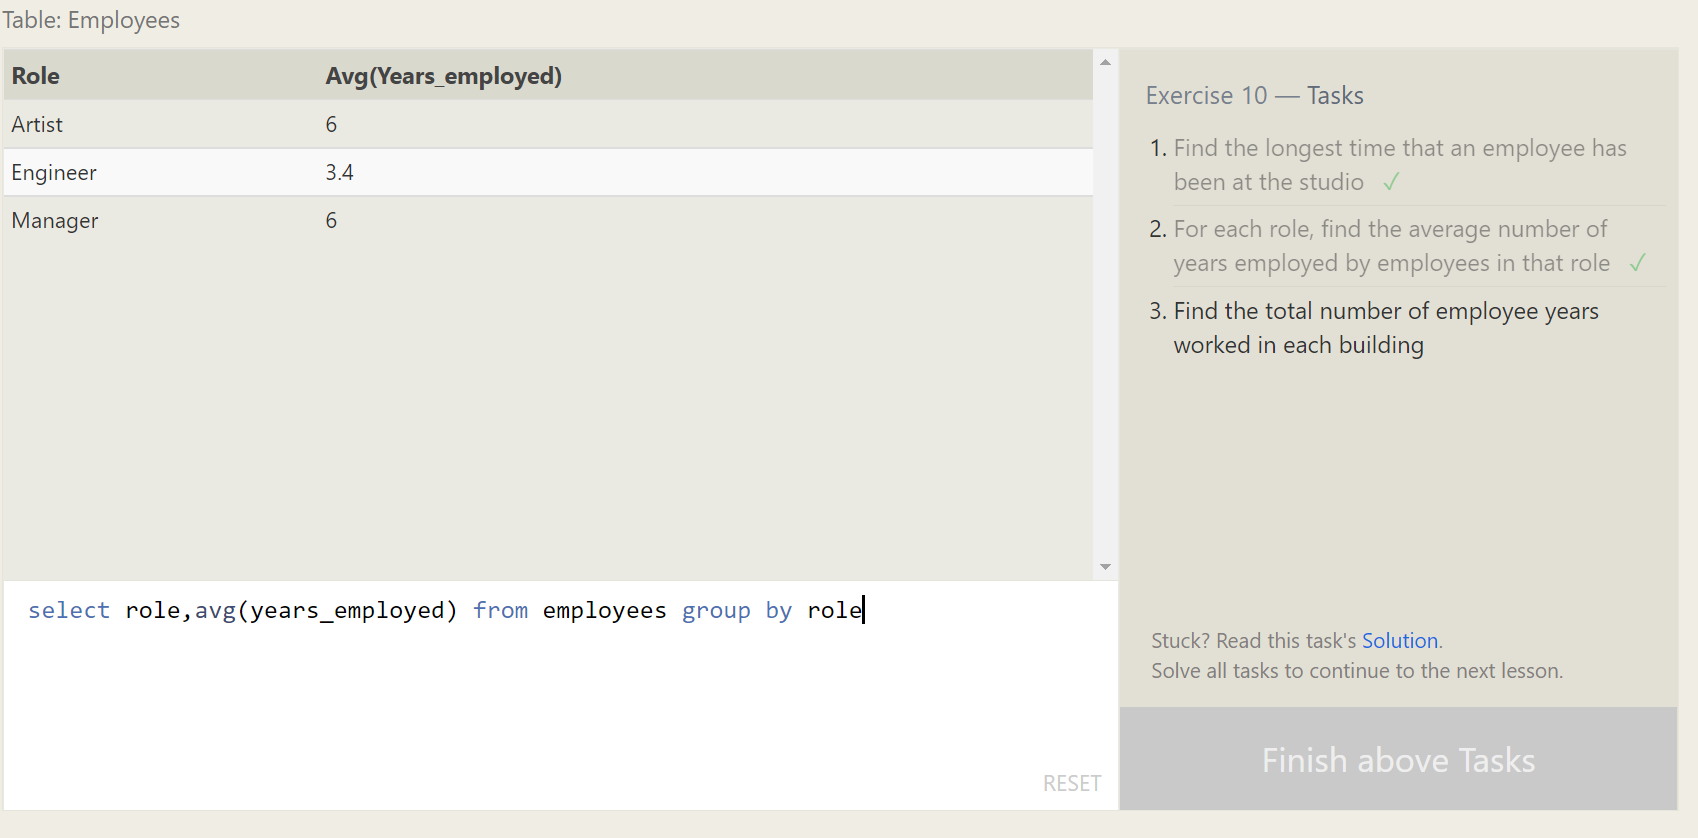 Table: Employees
Role Avg(Years_employed)
Artist 6
Engineer 3.4
Manager 6
select role,avg(years_employed) from employees group by role
RESET
Exercise 10 — Tasks
1. Find the longest time that an employee has
been at the studio ✓
2. For each role, find the average number of
years employed by employees in that role ✓
3. Find the total number of employee years
worked in each building
Stuck? Read this task's Solution.
Solve all tasks to continue to the next lesson.
Finish above Tasks